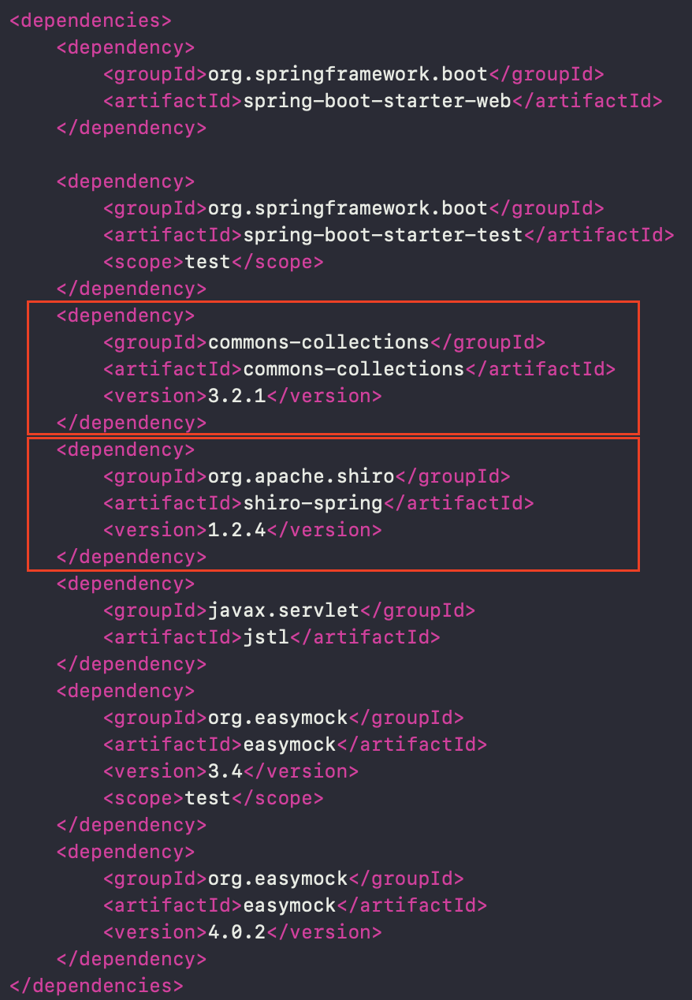 <dependencies>
    <dependency>
        <groupId>org.springframework.boot</groupId>
        <artifactId>spring-boot-starter-web</artifactId>
    </dependency>

    <dependency>
        <groupId>org.springframework.boot</groupId>
        <artifactId>spring-boot-starter-test</artifactId>
        <scope>test</scope>
    </dependency>
    <dependency>
        <groupId>commons-collections</groupId>
        <artifactId>commons-collections</artifactId>
        <version>3.2.1</version>
    </dependency>
    <dependency>
        <groupId>org.apache.shiro</groupId>
        <artifactId>shiro-spring</artifactId>
        <version>1.2.4</version>
    </dependency>
    <dependency>
        <groupId>javax.servlet</groupId>
        <artifactId>jstl</artifactId>
    </dependency>
    <dependency>
        <groupId>org.easymock</groupId>
        <artifactId>easymock</artifactId>
        <version>3.4</version>
        <scope>test</scope>
    </dependency>
    <dependency>
        <groupId>org.easymock</groupId>
        <artifactId>easymock</artifactId>
        <version>4.0.2</version>
    </dependency>
</dependencies>